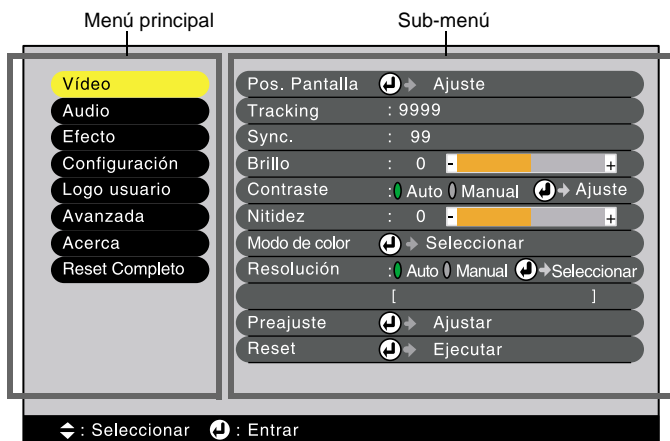 Menú principal
Sub-menú
Vídeo
Audio
Efecto
Configuración
Logo usuario
Avanzada
Acerca
Reset Completo
Pos. Pantalla Ajuste
Tracking : 9999
Sync. : 99
Brillo : 0 - +
Contraste : Auto Manual Ajuste
Nitidez : 0 - +
Modo de color Seleccionar
Resolución : Auto Manual Seleccionar
[ ]
Preajuste Ajustar
Reset Ejecutar
: Seleccionar : Entrar